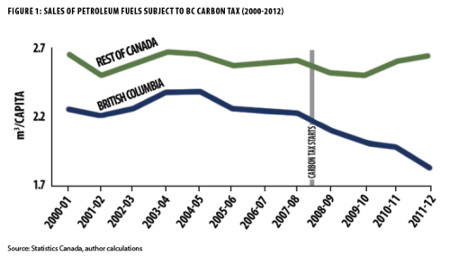 FIGURE 1: SALES OF PETROLEUM FUELS SUBJECT TO BC CARBON TAX (2000-2012)
2.7
2.2
1.7
m³/CAPITA
REST OF CANADA
BRITISH COLUMBIA
CARBON TAX STARTS
2000-01
2001-02
2002-03
2003-04
2004-05
2005-06
2006-07
2007-08
2008-09
2009-10
2010-11
2011-12
Source: Statistics Canada, author calculations